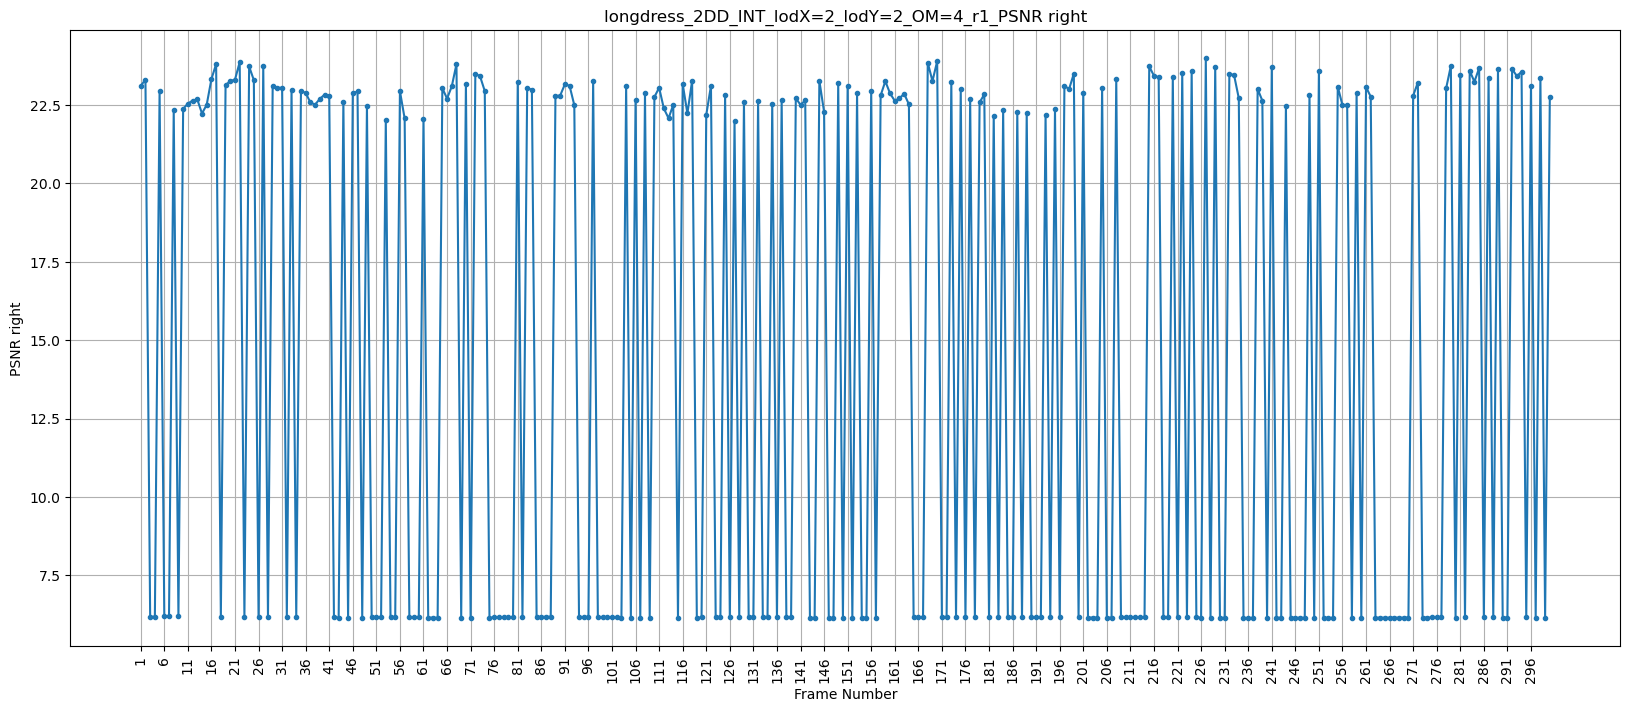 longdress_2DD_INT_lodX=2_lodY=2_OM=4_r1_PSNR right
PSNR right
22.5
20.0
17.5
15.0
12.5
10.0
7.5
1 6 11 16 21 26 31 36 41 46 51 56 61 66 71 76 81 86 91 96 101 106 111 116 121 126 131 136 141 146 151 156 161 166 171 176 181 186 191 196 201 206 211 216 221 226 231 236 241 246 251 256 261 266 271 276 281 286 291 296
Frame Number